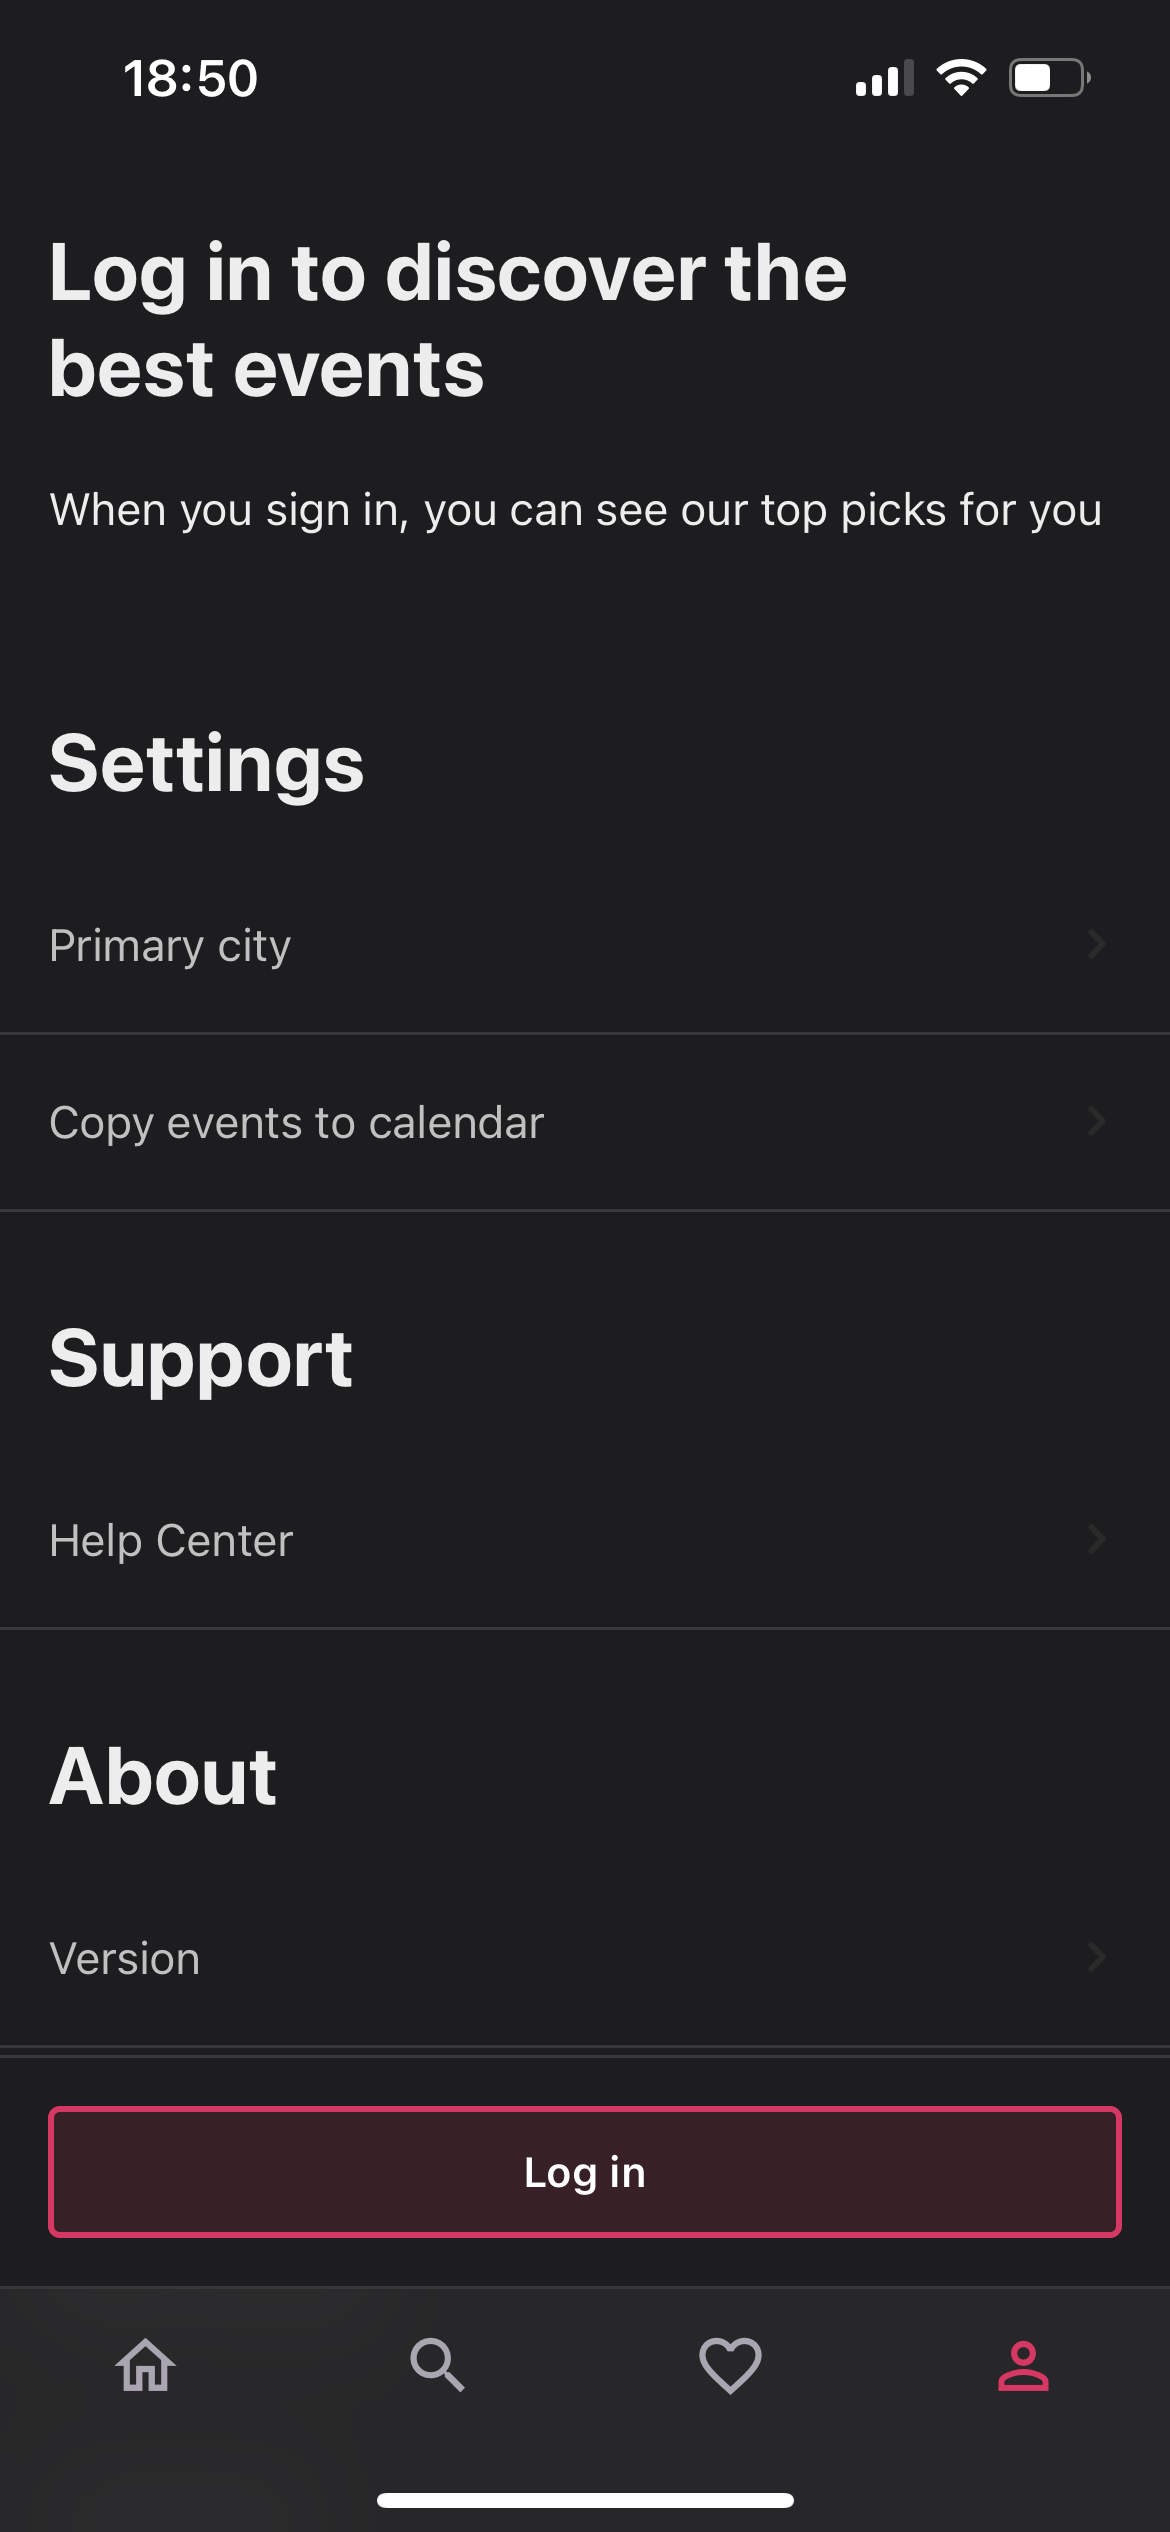 18:50
Log in to discover the
best events
When you sign in, you can see our top picks for you
Settings
Primary city
Copy events to calendar
Support
Help Center
About
Version
Log in